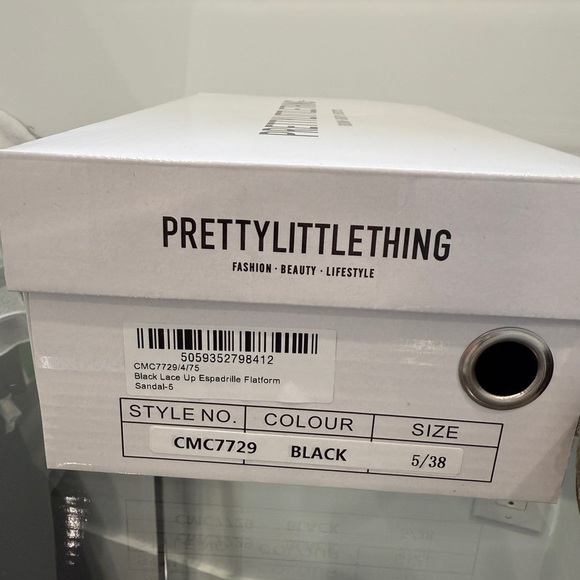 PRETTYLITTLETHING
PRETTYLITTLETHING
FASHION · BEAUTY · LIFESTYLE
5059352798412
CMC7729/4/75
Black Lace Up Espadrille Flatform
Sandal-5
STYLE NO. COLOUR SIZE
CMC7729 BLACK 5/38